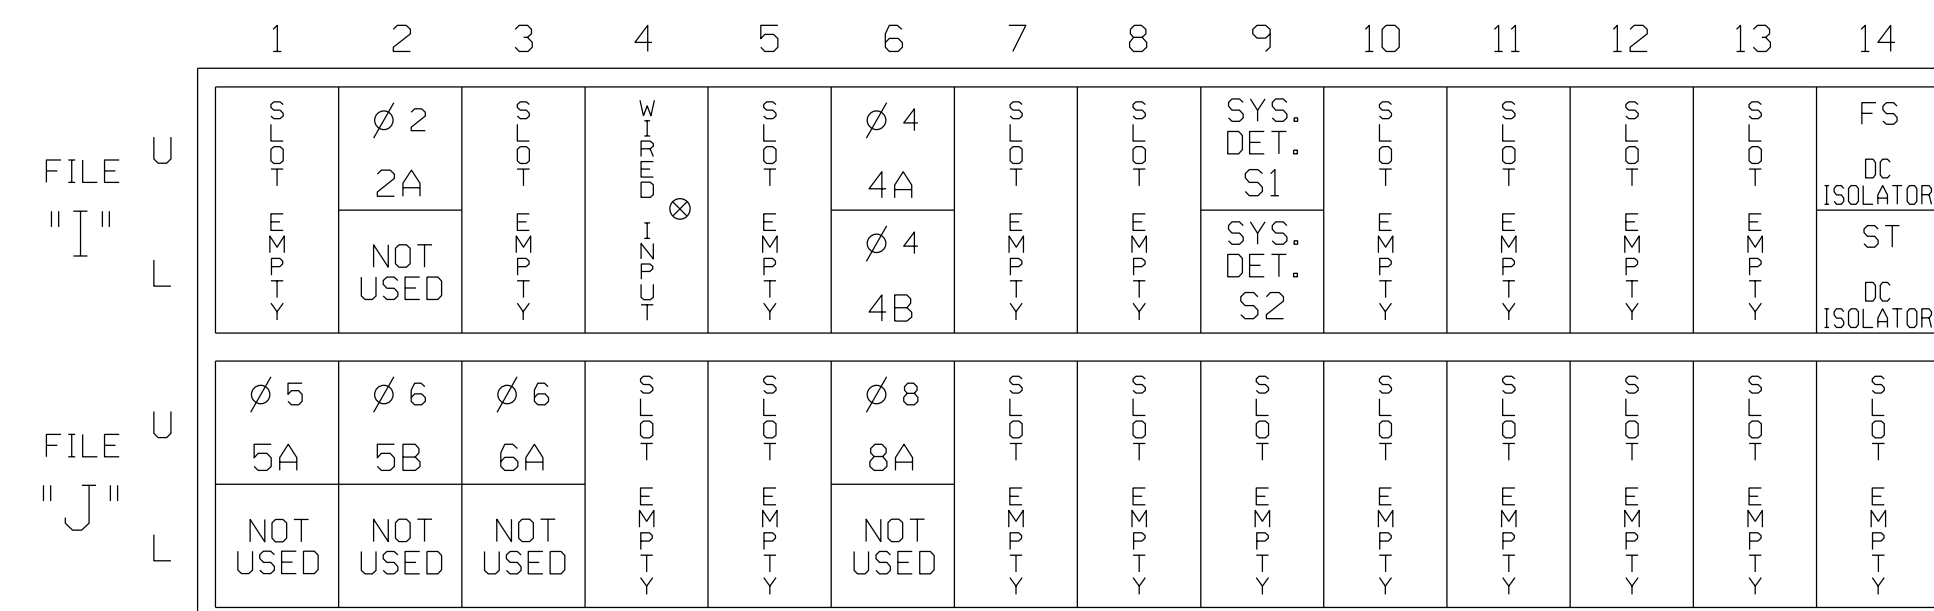 1 2 3 4 5 6 7 8 9 10 11 12 13 14
FILE
"I"
U
L
SLOT EMPTY
Ø 2
2A
NOT
USED
SLOT EMPTY
WIRED INPUT
SLOT EMPTY
Ø 4
4A
Ø 4
4B
SLOT EMPTY
SLOT EMPTY
SYS.
DET.
S1
SYS.
DET.
S2
SLOT EMPTY
SLOT EMPTY
SLOT EMPTY
SLOT EMPTY
FS
DC
ISOLATOR
ST
DC
ISOLATOR
FILE
"J"
U
L
Ø 5
5A
NOT
USED
Ø 6
5B
NOT
USED
Ø 6
6A
NOT
USED
SLOT EMPTY
SLOT EMPTY
Ø 8
8A
NOT
USED
SLOT EMPTY
SLOT EMPTY
SLOT EMPTY
SLOT EMPTY
SLOT EMPTY
SLOT EMPTY
SLOT EMPTY
SLOT EMPTY